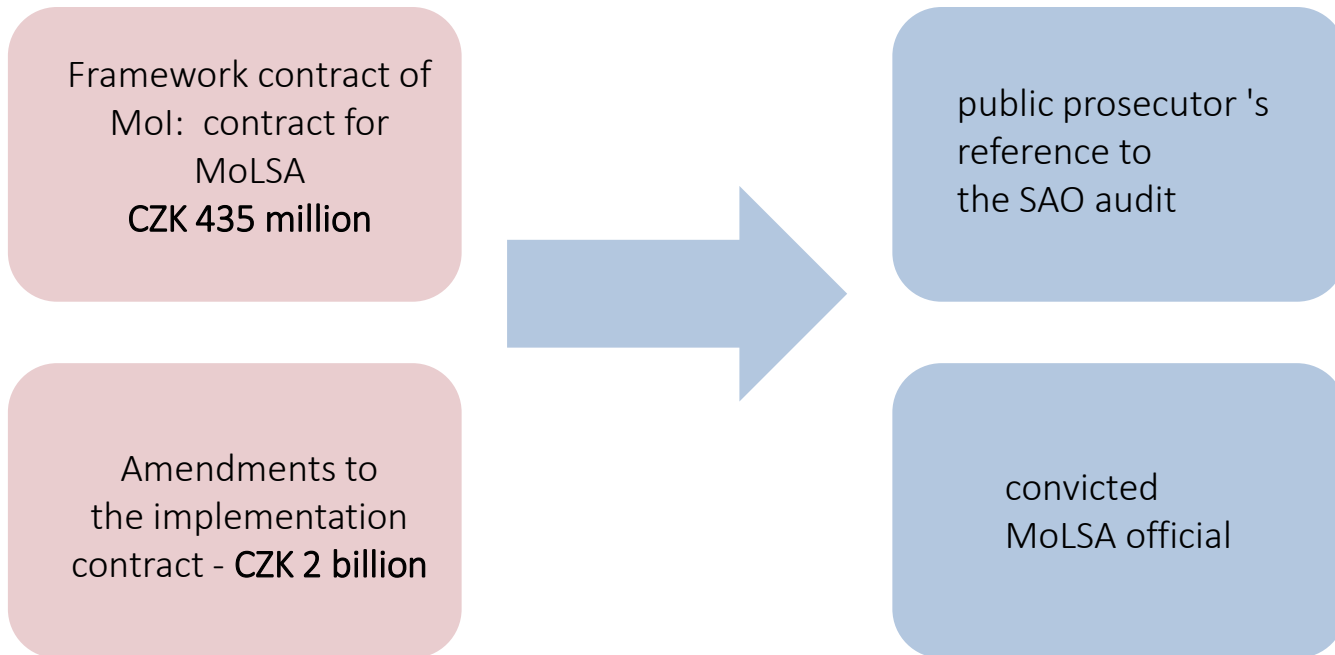 Framework contract of
MoI:  contract for
MoLSA
CZK 435 million
Amendments to
the implementation
contract - CZK 2 billion
public prosecutor 's
reference to
the SAO audit
convicted
MoLSA official